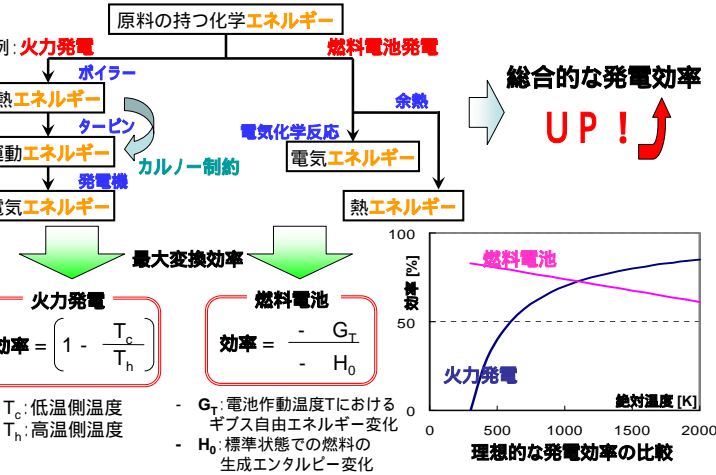 原料の持つ化学エネルギー
例：火力発電
燃料電池発電
ボイラー
熱エネルギー
タービン
運動エネルギー
カルノー制約
発電機
電気エネルギー
余熱
電気化学反応
電気エネルギー
熱エネルギー
総合的な発電効率
UP！
最大変換効率
火力発電
効率 = ( 1 - Tc / Th )
Tc：低温側温度
Th：高温側温度
燃料電池
効率 = - GT / - H0
- GT：電池作動温度Tにおける
ギブス自由エネルギー変化
- H0：標準状態での燃料の
生成エンタルピー変化
100
50
0
効率 [%]
燃料電池
火力発電
絶対温度 [K]
0 500 1000 1500 2000
理想的な発電効率の比較